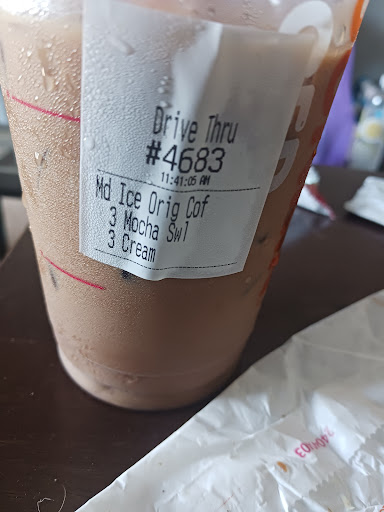 Drive Thru
#4683
11:41:05 AM
Md Ice Orig Cof
3 Mocha Swl
3 Cream